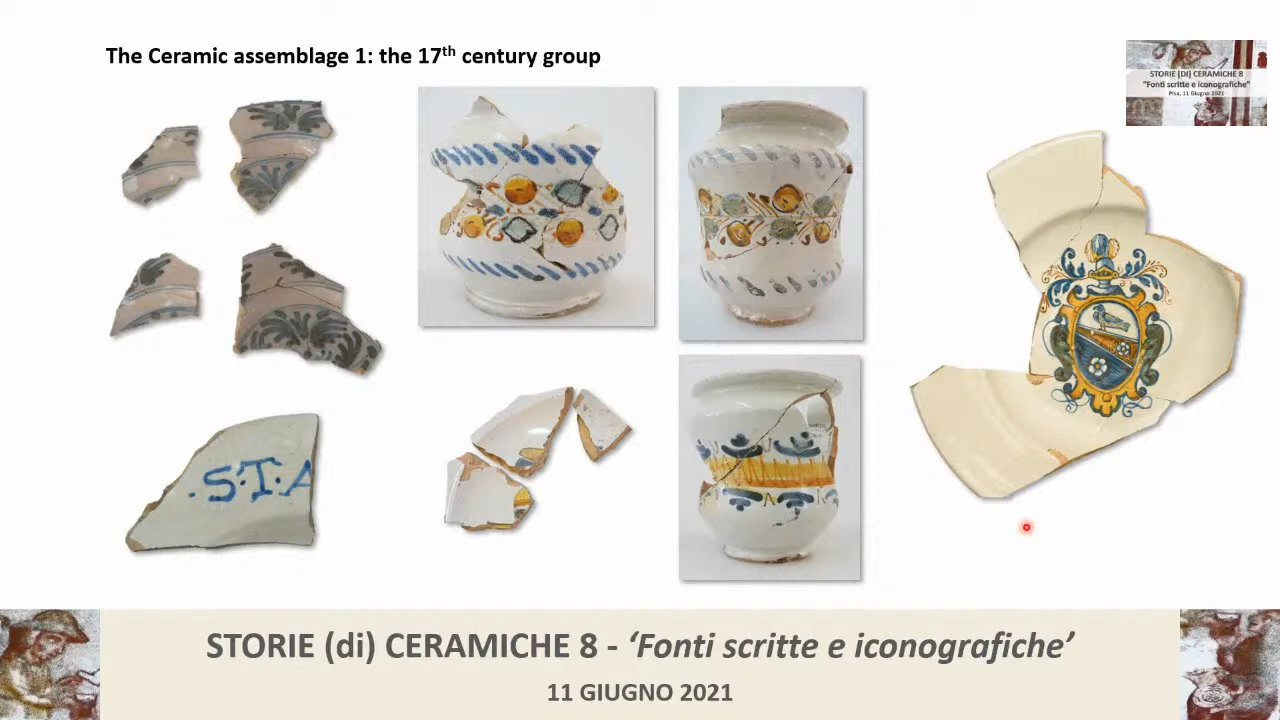 The Ceramic assemblage 1: the 17th century group
STORIE (DI) CERAMICHE 8
"Fonti scritte e iconografiche"
Pisa, 11 Giugno 2021
.S.T.A
STORIE (di) CERAMICHE 8 - ‘Fonti scritte e iconografiche’
11 GIUGNO 2021